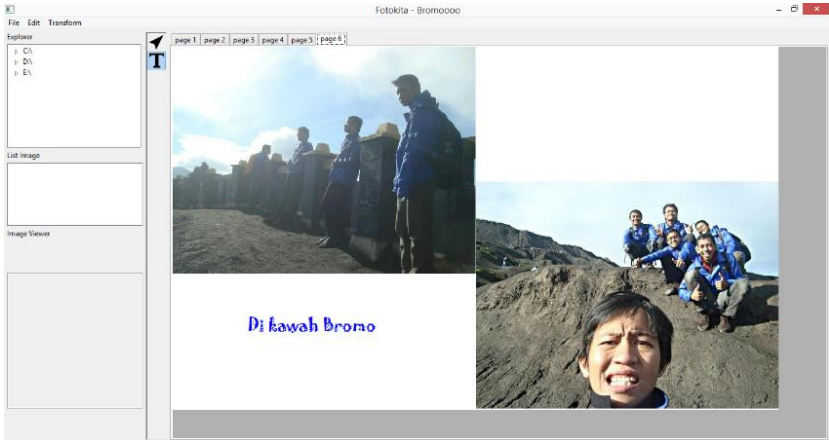 Fotokita - Bromoooo
File Edit Transform
Explorer
C:\
D:\
E:\
List Image
Image Viewer
T
page 1 page 2 page 3 page 4 page 5 page 6
Di kawah Bromo